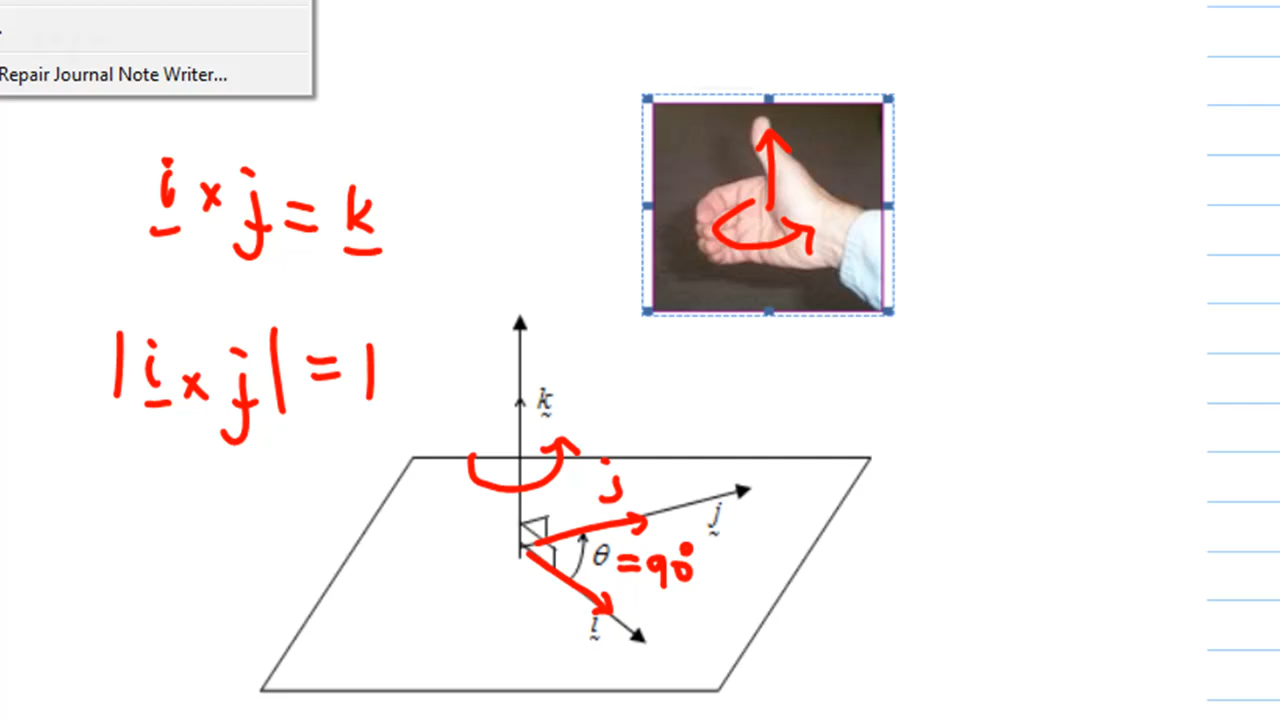 Repair Journal Note Writer...
i × j = k
|i × j| = 1
k
j
j
θ = 90°
i